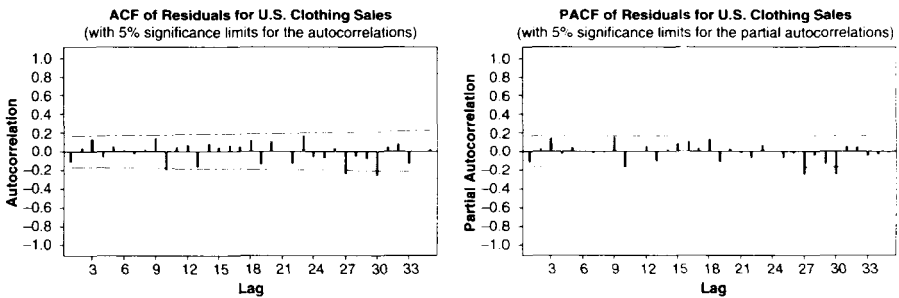 ACF of Residuals for U.S. Clothing Sales
(with 5% significance limits for the autocorrelations)
1.0
0.8
0.6
0.4
0.2
0.0
−0.2
−0.4
−0.6
−0.8
−1.0
Autocorrelation
3 6 9 12 15 18 21 24 27 30 33
Lag
PACF of Residuals for U.S. Clothing Sales
(with 5% significance limits for the partial autocorrelations)
1.0
0.8
0.6
0.4
0.2
0.0
−0.2
−0.4
−0.6
−0.8
−1.0
Partial Autocorrelation
3 6 9 12 15 18 21 24 27 30 33
Lag